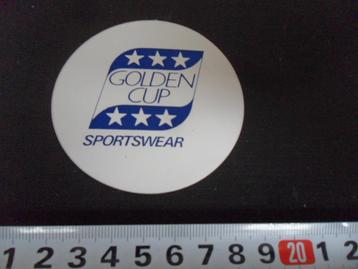 GOLDEN
CUP
SPORTSWEAR
1 2 3 4 5 6 7 8 9 20 1 2